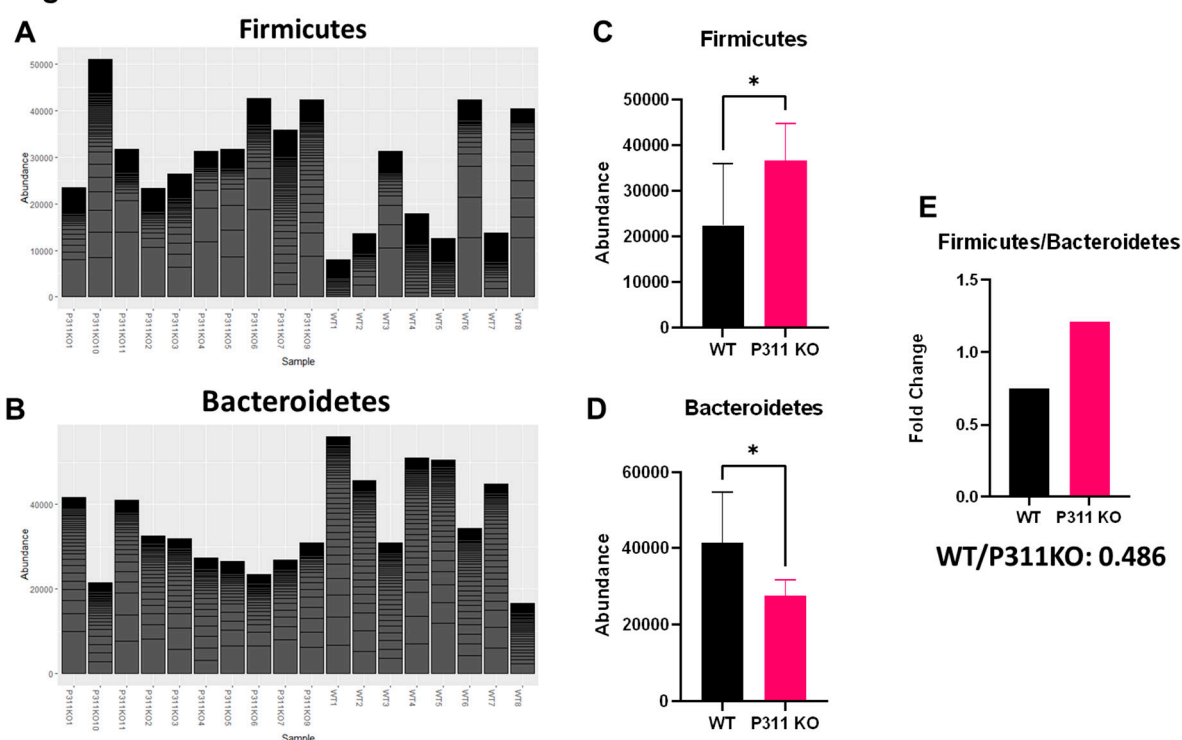 A
Firmicutes
Abundance
50000
40000
30000
20000
10000
0
P311KO1
P311KO10
P311KO11
P311KO2
P311KO3
P311KO4
P311KO5
P311KO6
P311KO7
P311KO9
WT1
WT2
WT3
WT4
WT5
WT6
WT7
WT8
Sample
B
Bacteroidetes
Abundance
40000
20000
0
P311KO1
P311KO10
P311KO11
P311KO2
P311KO3
P311KO4
P311KO5
P311KO6
P311KO7
P311KO9
WT1
WT2
WT3
WT4
WT5
WT6
WT7
WT8
Sample
C
Firmicutes
*
Abundance
50000
40000
30000
20000
10000
0
WT P311 KO
D
Bacteroidetes
*
Abundance
60000
40000
20000
0
WT P311 KO
E
Firmicutes/Bacteroidetes
Fold Change
1.5
1.0
0.5
0.0
WT P311 KO
WT/P311KO: 0.486